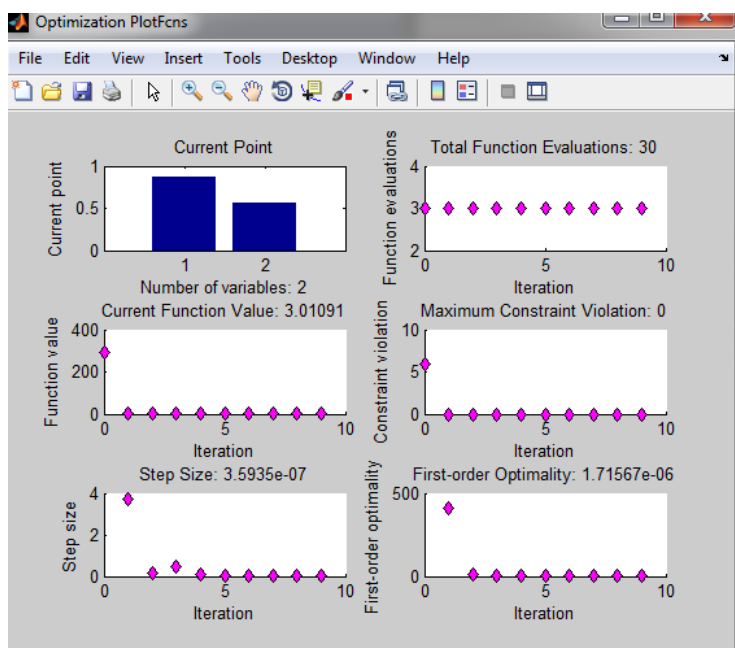 Optimization PlotFcns
File Edit View Insert Tools Desktop Window Help
Current Point
Current point
1
0.5
0
1 2
Number of variables: 2
Total Function Evaluations: 30
Function evaluations
4
3
2
0 5 10
Iteration
Current Function Value: 3.01091
Function value
400
200
0
0 5 10
Iteration
Maximum Constraint Violation: 0
Constraint violation
10
5
0
0 5 10
Iteration
Step Size: 3.5935e-07
Step size
4
2
0
0 5 10
Iteration
First-order Optimality: 1.71567e-06
First-order optimality
500
0
0 5 10
Iteration